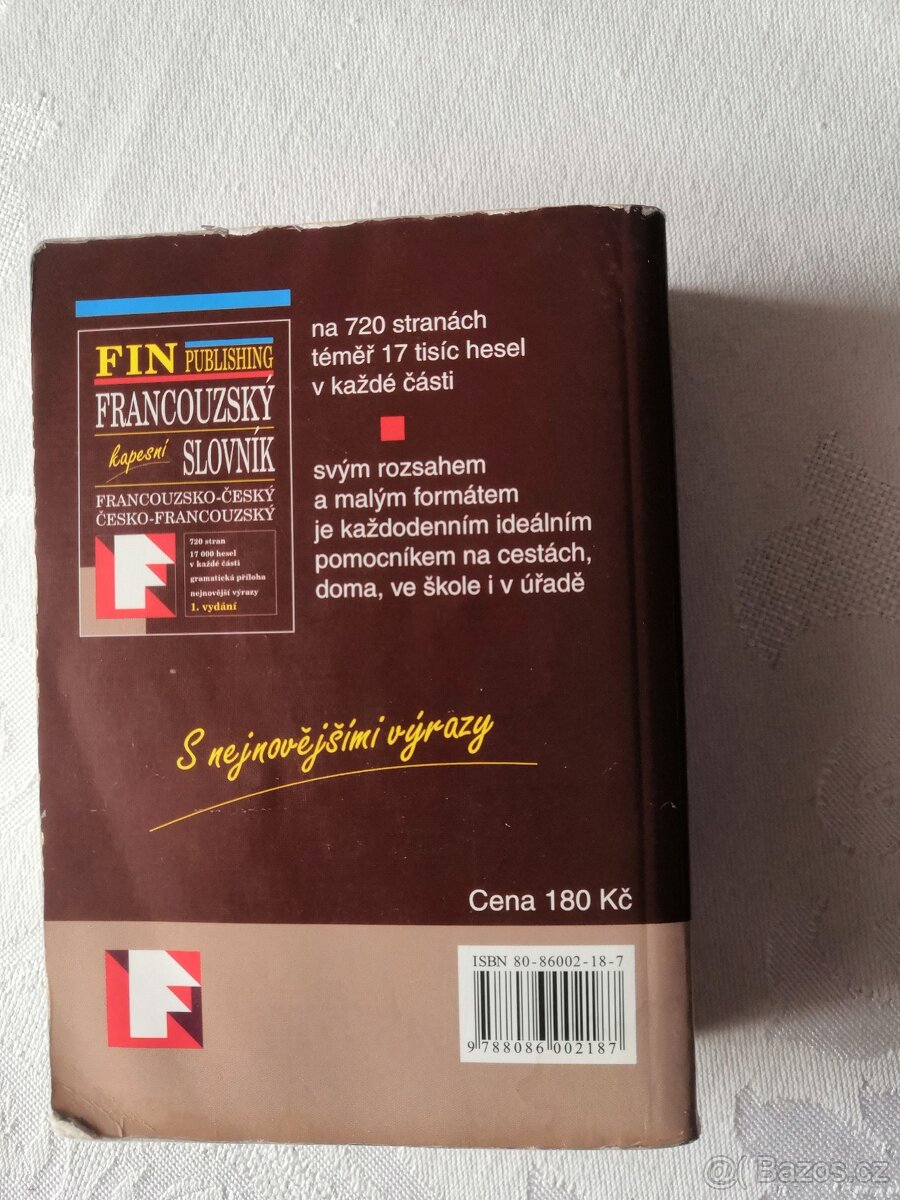 FIN PUBLISHING
FRANCOUZSKÝ
kapesní SLOVNÍK
FRANCOUZSKO-ČESKÝ
ČESKO-FRANCOUZSKÝ
720 stran
17 000 hesel
v každé části
gramatická příloha
nejnovější výrazy
1. vydání
na 720 stranách
téměř 17 tisíc hesel
v každé části
svým rozsahem
a malým formátem
je každodenním ideálním
pomocníkem na cestách,
doma, ve škole i v úřadě
S nejnovějšími výrazy
Cena 180 Kč
ISBN 80-86002-18-7
9 788086 002187
Bazos.cz